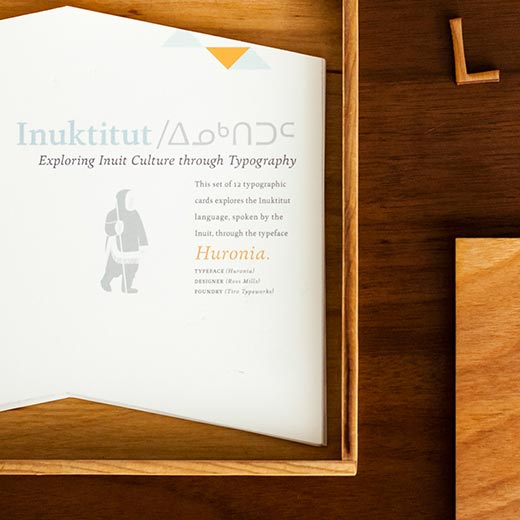 Inuktitut/ᐃᓄᒃᑎᑐᑦ
Exploring Inuit Culture through Typography
This set of 12 typographic
cards explores the Inuktitut
language, spoken by the
Inuit, through the typeface
Huronia.
TYPEFACE (Huronia)
DESIGNER (Ross Mills)
FOUNDRY (Tiro Typeworks)